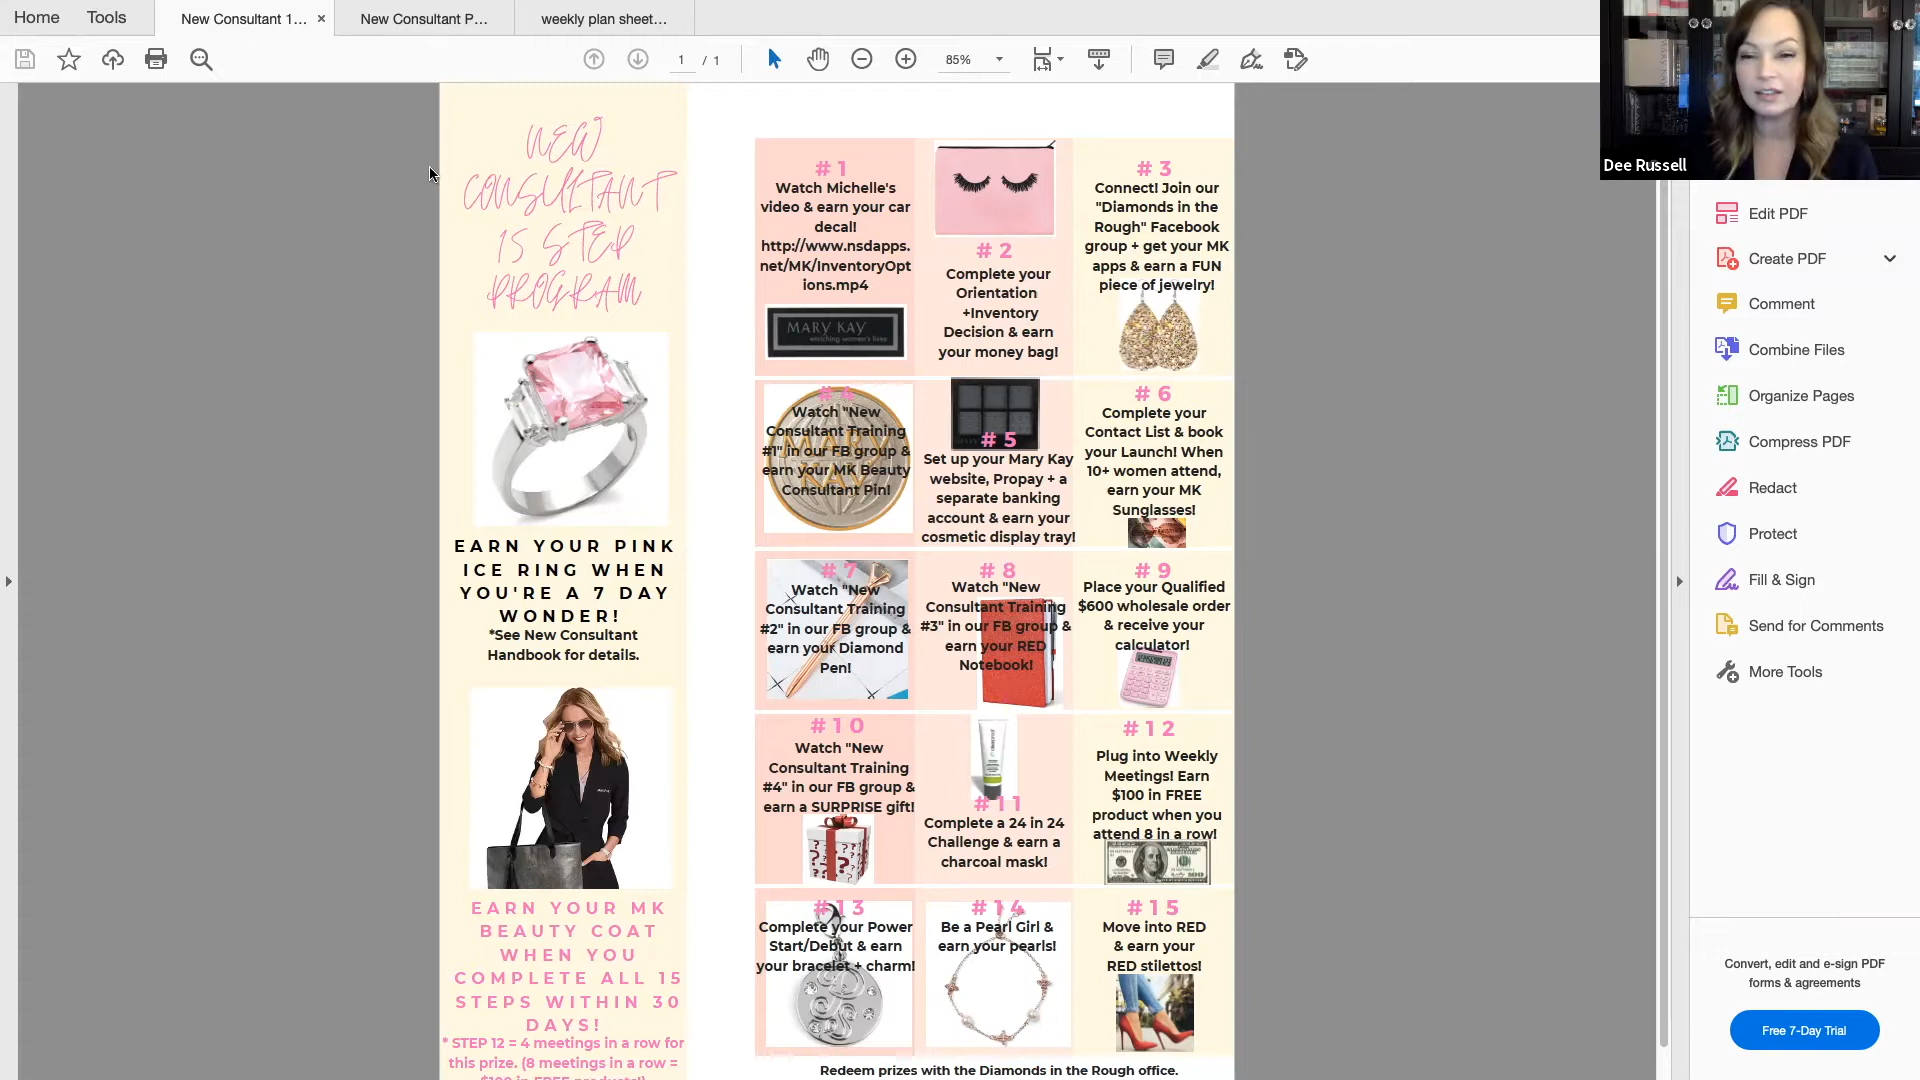 Home
Tools
New Consultant 1...
×
New Consultant P...
weekly plan sheet...
1
/ 1
85%
Dee Russell
NEW
CONSULTANT
15 STEP
PROGRAM
EARN YOUR PINK
ICE RING WHEN
YOU'RE A 7 DAY
WONDER!
*See New Consultant
Handbook for details.
EARN YOUR MK
BEAUTY COAT
WHEN YOU
COMPLETE ALL 15
STEPS WITHIN 30
DAYS!
* STEP 12 = 4 meetings in a row for
this prize. (8 meetings in a row =
$100 in FREE products!)
#1
Watch Michelle's
video & earn your car
decal!
http://www.nsdapps.
net/MK/InventoryOpt
ions.mp4
MARY KAY
enriching women's lives
#2
Complete your
Orientation
+Inventory
Decision & earn
your money bag!
#3
Connect! Join our
"Diamonds in the
Rough" Facebook
group + get your MK
apps & earn a FUN
piece of jewelry!
#4
Watch "New
Consultant Training
#1" in our FB group &
earn your MK Beauty
Consultant Pin!
MARY
KAY
#5
Set up your Mary Kay
website, Propay + a
separate banking
account & earn your
cosmetic display tray!
#6
Complete your
Contact List & book
your Launch! When
10+ women attend,
earn your MK
Sunglasses!
#7
Watch "New
Consultant Training
#2" in our FB group &
earn your Diamond
Pen!
#8
Watch "New
Consultant Training
#3" in our FB group &
earn your RED
Notebook!
#9
Place your Qualified
$600 wholesale order
& receive your
calculator!
#10
Watch "New
Consultant Training
#4" in our FB group &
earn a SURPRISE gift!
#11
Complete a 24 in 24
Challenge & earn a
charcoal mask!
#12
Plug into Weekly
Meetings! Earn
$100 in FREE
product when you
attend 8 in a row!
#13
Complete your Power
Start/Debut & earn
your bracelet + charm!
#14
Be a Pearl Girl &
earn your pearls!
#15
Move into RED
& earn your
RED stilettos!
Redeem prizes with the Diamonds in the Rough office.
Edit PDF
Create PDF
Comment
Combine Files
Organize Pages
Compress PDF
Redact
Protect
Fill & Sign
Send for Comments
More Tools
Convert, edit and e-sign PDF
forms & agreements
Free 7-Day Trial